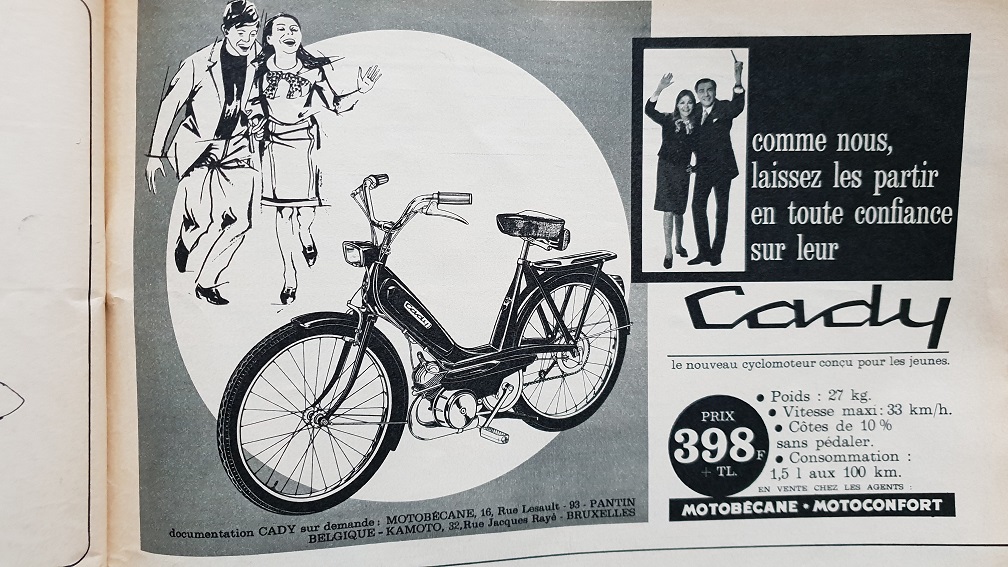 comme nous,
laissez les partir
en toute confiance
sur leur
Cady
le nouveau cyclomoteur conçu pour les jeunes.
PRIX
398F
+ TL.
• Poids : 27 kg.
• Vitesse maxi: 33 km/h.
• Côtes de 10 %
sans pédaler.
• Consommation :
1,5 l aux 100 km.
EN VENTE CHEZ LES AGENTS :
MOTOBÉCANE • MOTOCONFORT
Cady
documentation CADY sur demande : MOTOBÉCANE, 16, Rue Lesault - 93 - PANTIN
BELGIQUE - KAMOTO, 32, Rue Jacques Rayé - BRUXELLES